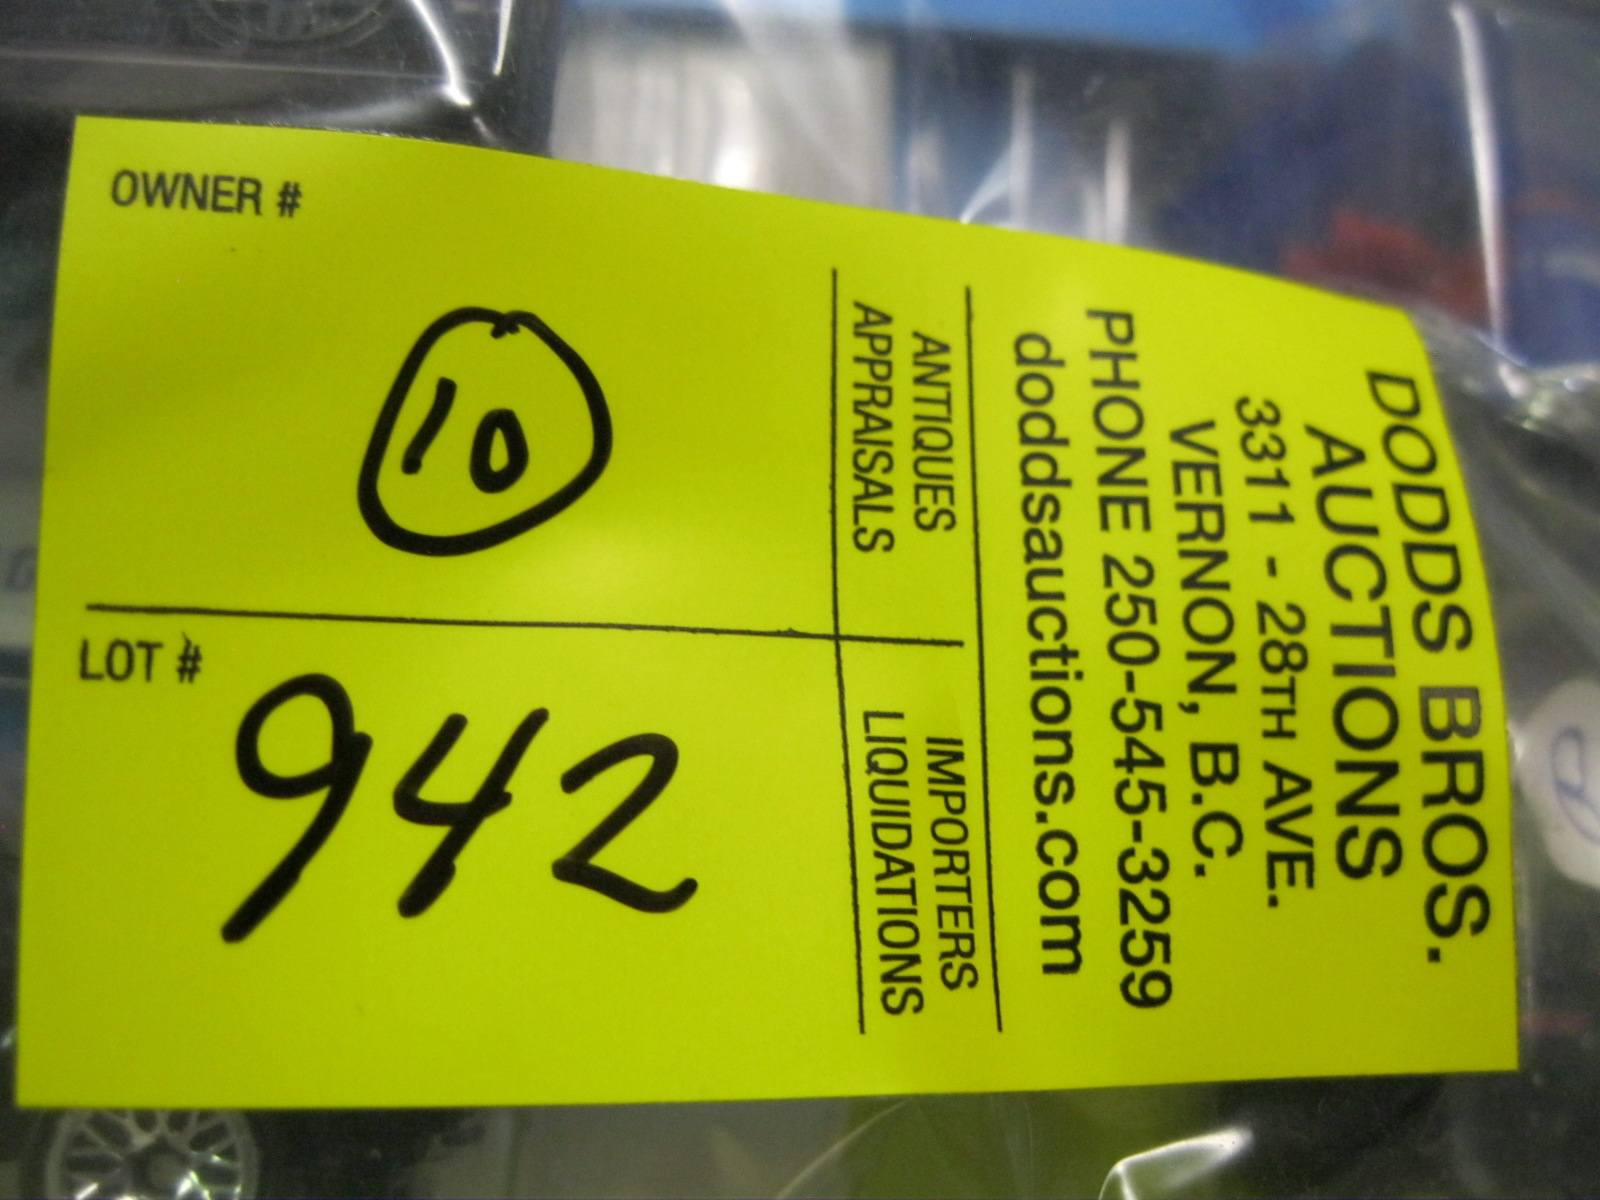 OWNER #
10
LOT #
942
DODDS BROS.
AUCTIONS
3311 - 28TH AVE.
VERNON, B.C.
PHONE 250-545-3259
doddsauctions.com
ANTIQUES
APPRAISALS
IMPORTERS
LIQUIDATIONS